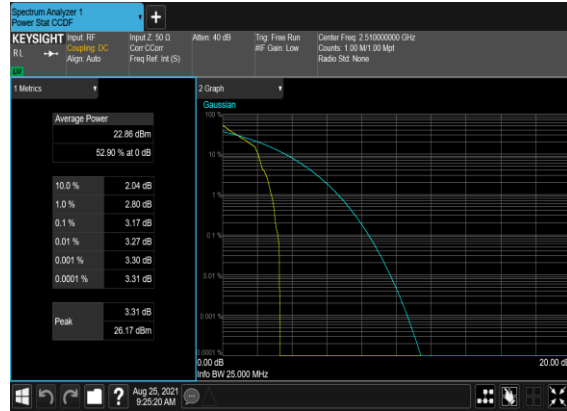 Spectrum Analyzer 1
Power Stat CCDF
+
KEYSIGHT
RL
Input: RF
Coupling: DC
Align: Auto
Input Z: 50 Ω
Corr CCorr
Freq Ref: Int (S)
Atten: 40 dB
Trig: Free Run
#IF Gain: Low
Center Freq: 2.510000000 GHz
Counts: 1.00 M/1.00 Mpt
Radio Std: None
1 Metrics
Average Power
22.86 dBm
52.90 % at 0 dB
10.0 % 2.04 dB
1.0 % 2.80 dB
0.1 % 3.17 dB
0.01 % 3.27 dB
0.001 % 3.30 dB
0.0001 % 3.31 dB
Peak
3.31 dB
26.17 dBm
2 Graph
Gaussian
100 %
10 %
1 %
0.1 %
0.01 %
0.001 %
0.0001 %
0.00 dB
20.00 dB
Info BW 25.000 MHz
?
Aug 25, 2021
9:25:20 AM